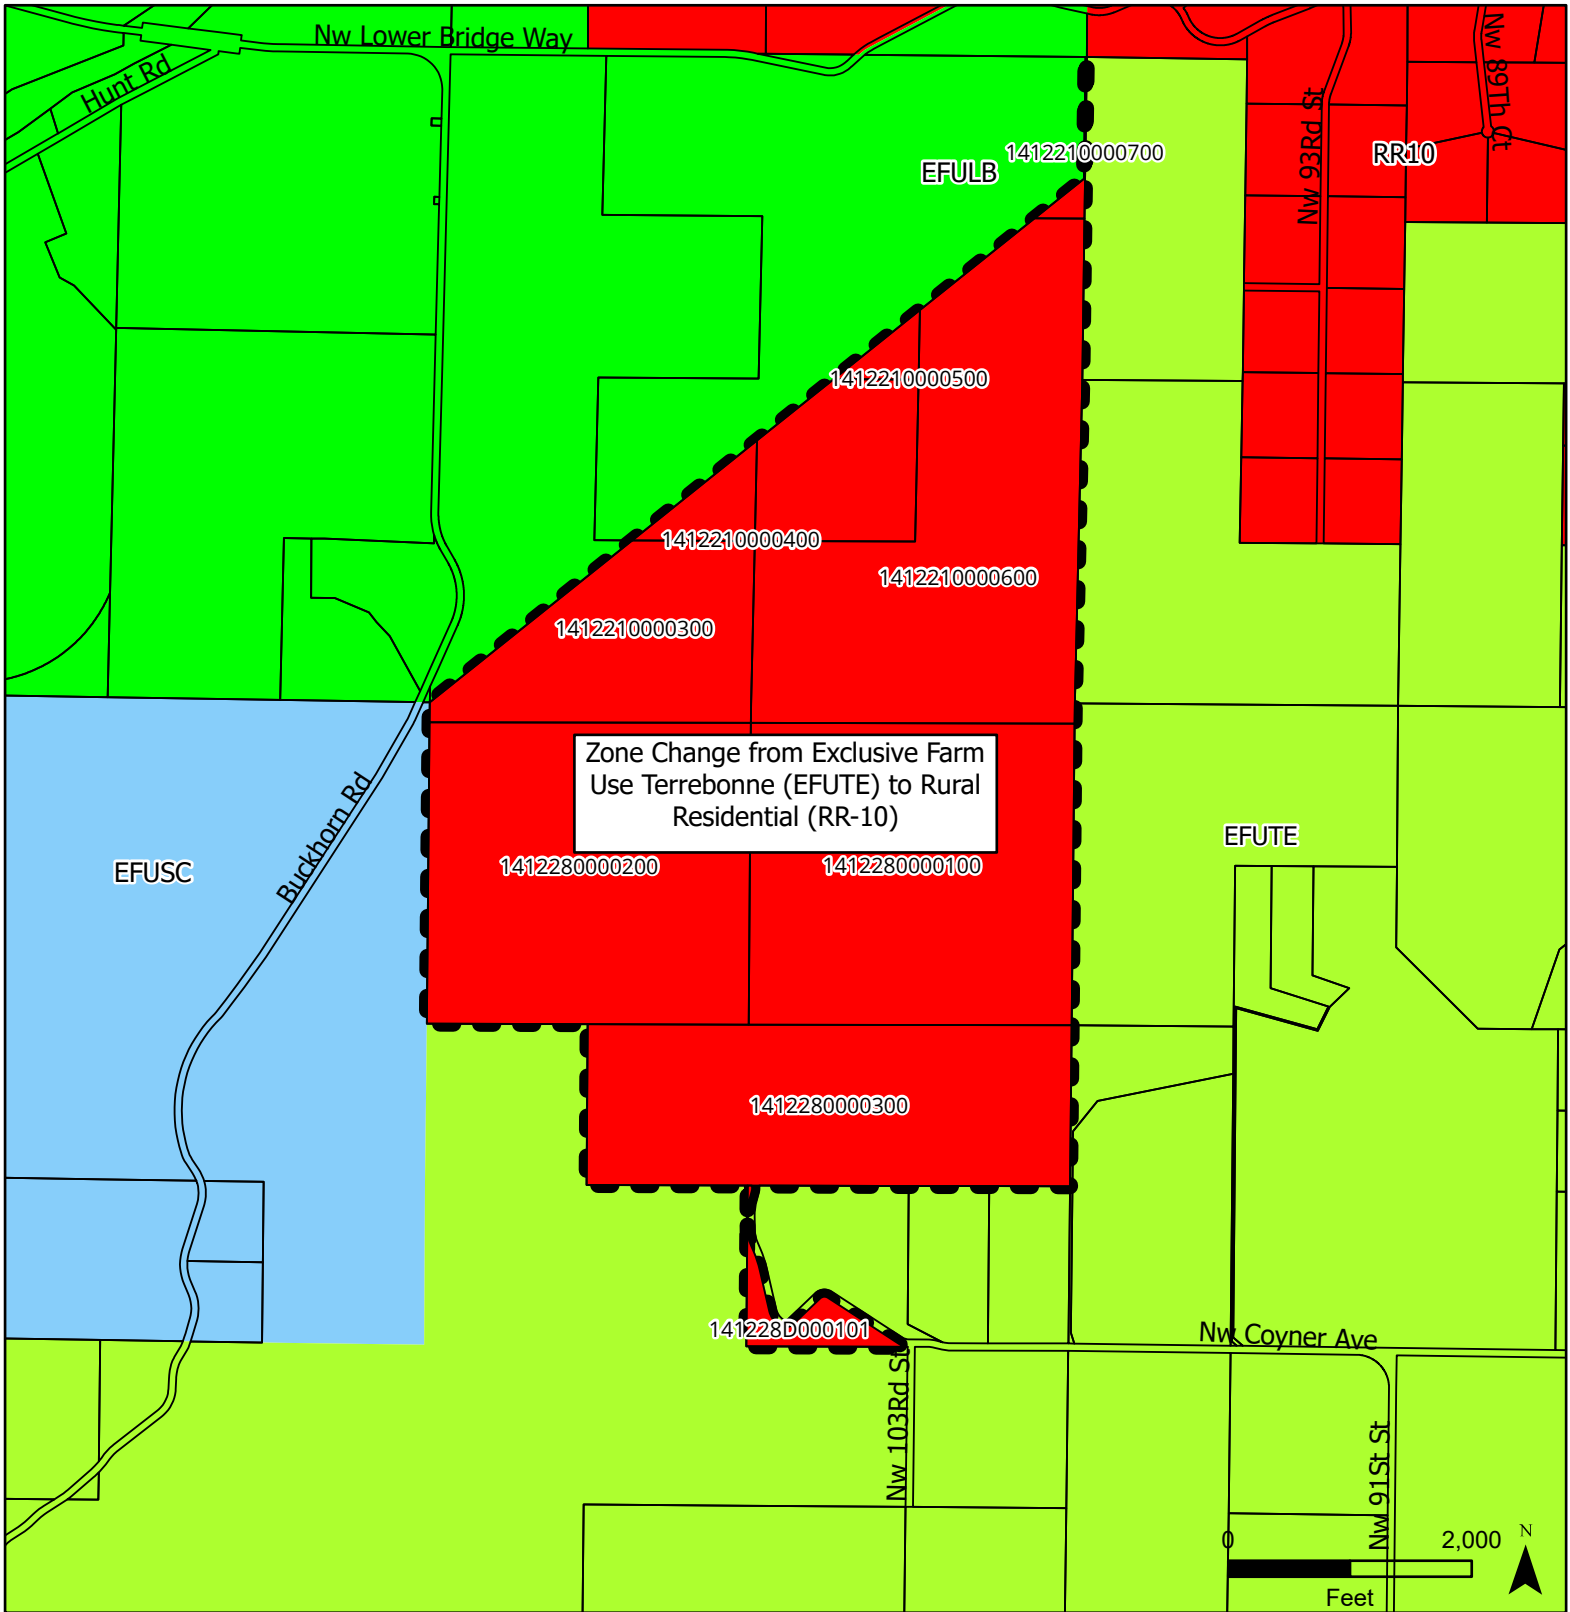 Nw Lower Bridge Way
Hunt Rd
Nw 89Th Ct
Nw 93Rd St
RR10
1412210000700
EFULB
1412210000500
1412210000400
1412210000600
1412210000300
Zone Change from Exclusive Farm
Use Terrebonne (EFUTE) to Rural
Residential (RR-10)
Buckhorn Rd
EFUSC
EFUTE
1412280000200
1412280000100
1412280000300
141228D000101
Nw Coyner Ave
Nw 103Rd St
Nw 91St St
0
2,000
N
Feet